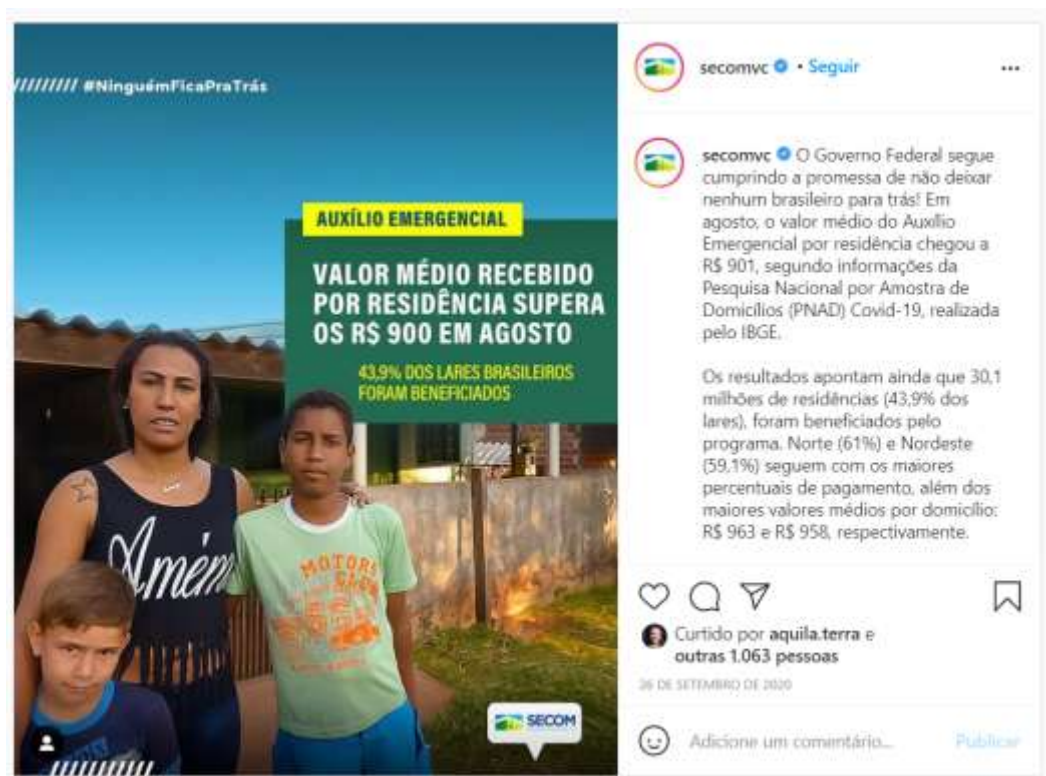 ///////// #NinguémFicaPraTrás
AUXÍLIO EMERGENCIAL
VALOR MÉDIO RECEBIDO
POR RESIDÊNCIA SUPERA
OS R$ 900 EM AGOSTO
43,9% DOS LARES BRASILEIROS
FORAM BENEFICIADOS
Amém
MOTORS
SECOM
secomvc • Seguir
secomvc O Governo Federal segue
cumprindo a promessa de não deixar
nenhum brasileiro para trás! Em
agosto, o valor médio do Auxílio
Emergencial por residência chegou a
R$ 901, segundo informações da
Pesquisa Nacional por Amostra de
Domicílios (PNAD) Covid-19, realizada
pelo IBGE.
Os resultados apontam ainda que 30,1
milhões de residências (43,9% dos
lares), foram beneficiados pelo
programa. Norte (61%) e Nordeste
(59,1%) seguem com os maiores
percentuais de pagamento, além dos
maiores valores médios por domicílio:
R$ 963 e R$ 958, respectivamente.
Curtido por aquila.terra e
outras 1.063 pessoas
26 DE SETEMBRO DE 2020
Adicione um comentário... Publicar